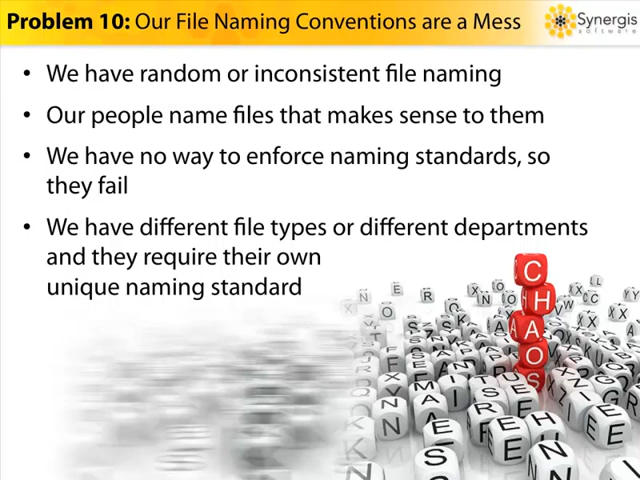 Problem 10: Our File Naming Conventions are a Mess
Synergis
software
• We have random or inconsistent file naming
• Our people name files that makes sense to them
• We have no way to enforce naming standards, so
they fail
• We have different file types or different departments
and they require their own
unique naming standard
C
H
A
O
S